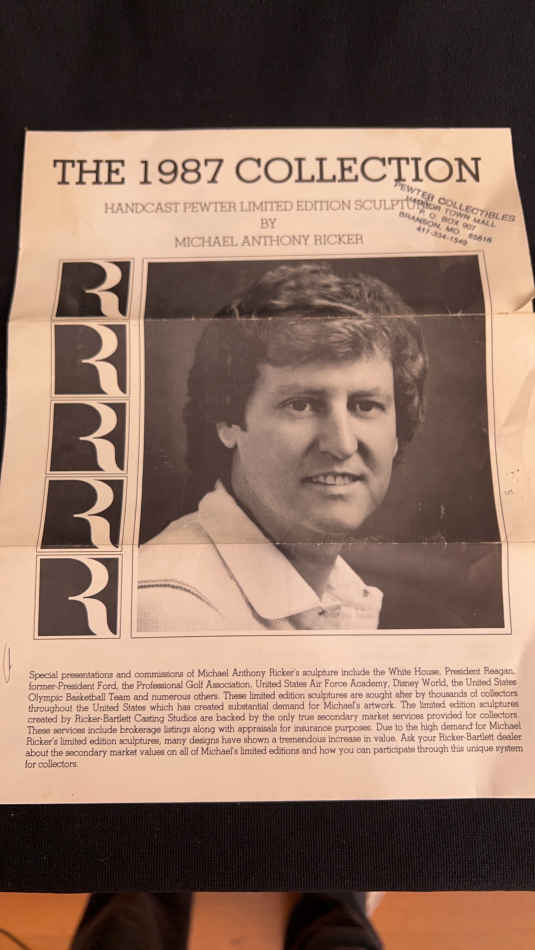 THE 1987 COLLECTION
HANDCAST PEWTER LIMITED EDITION SCULPTURE
BY
MICHAEL ANTHONY RICKER
PEWTER COLLECTIBLES
TOWN MALL
P. O. BOX 907
BRANSON, MO 65616
417-334-1549
Special presentations and commissions of Michael Anthony Ricker's sculpture include the White House, President Reagan,
former-President Ford, the Professional Golf Association, United States Air Force Academy, Disney World, the United States
Olympic Basketball Team and numerous others. These limited edition sculptures are sought after by thousands of collectors
throughout the United States which has created substantial demand for Michael's artwork. The limited edition sculptures
created by Ricker-Bartlett Casting Studios are backed by the only true secondary market services provided for collectors.
These services include brokerage listings along with appraisals for insurance purposes. Due to the high demand for Michael
Ricker's limited edition sculptures, many designs have shown a tremendous increase in value. Ask your Ricker-Bartlett dealer
about the secondary market values on all of Michael's limited editions and how you can participate through this unique system
for collectors.